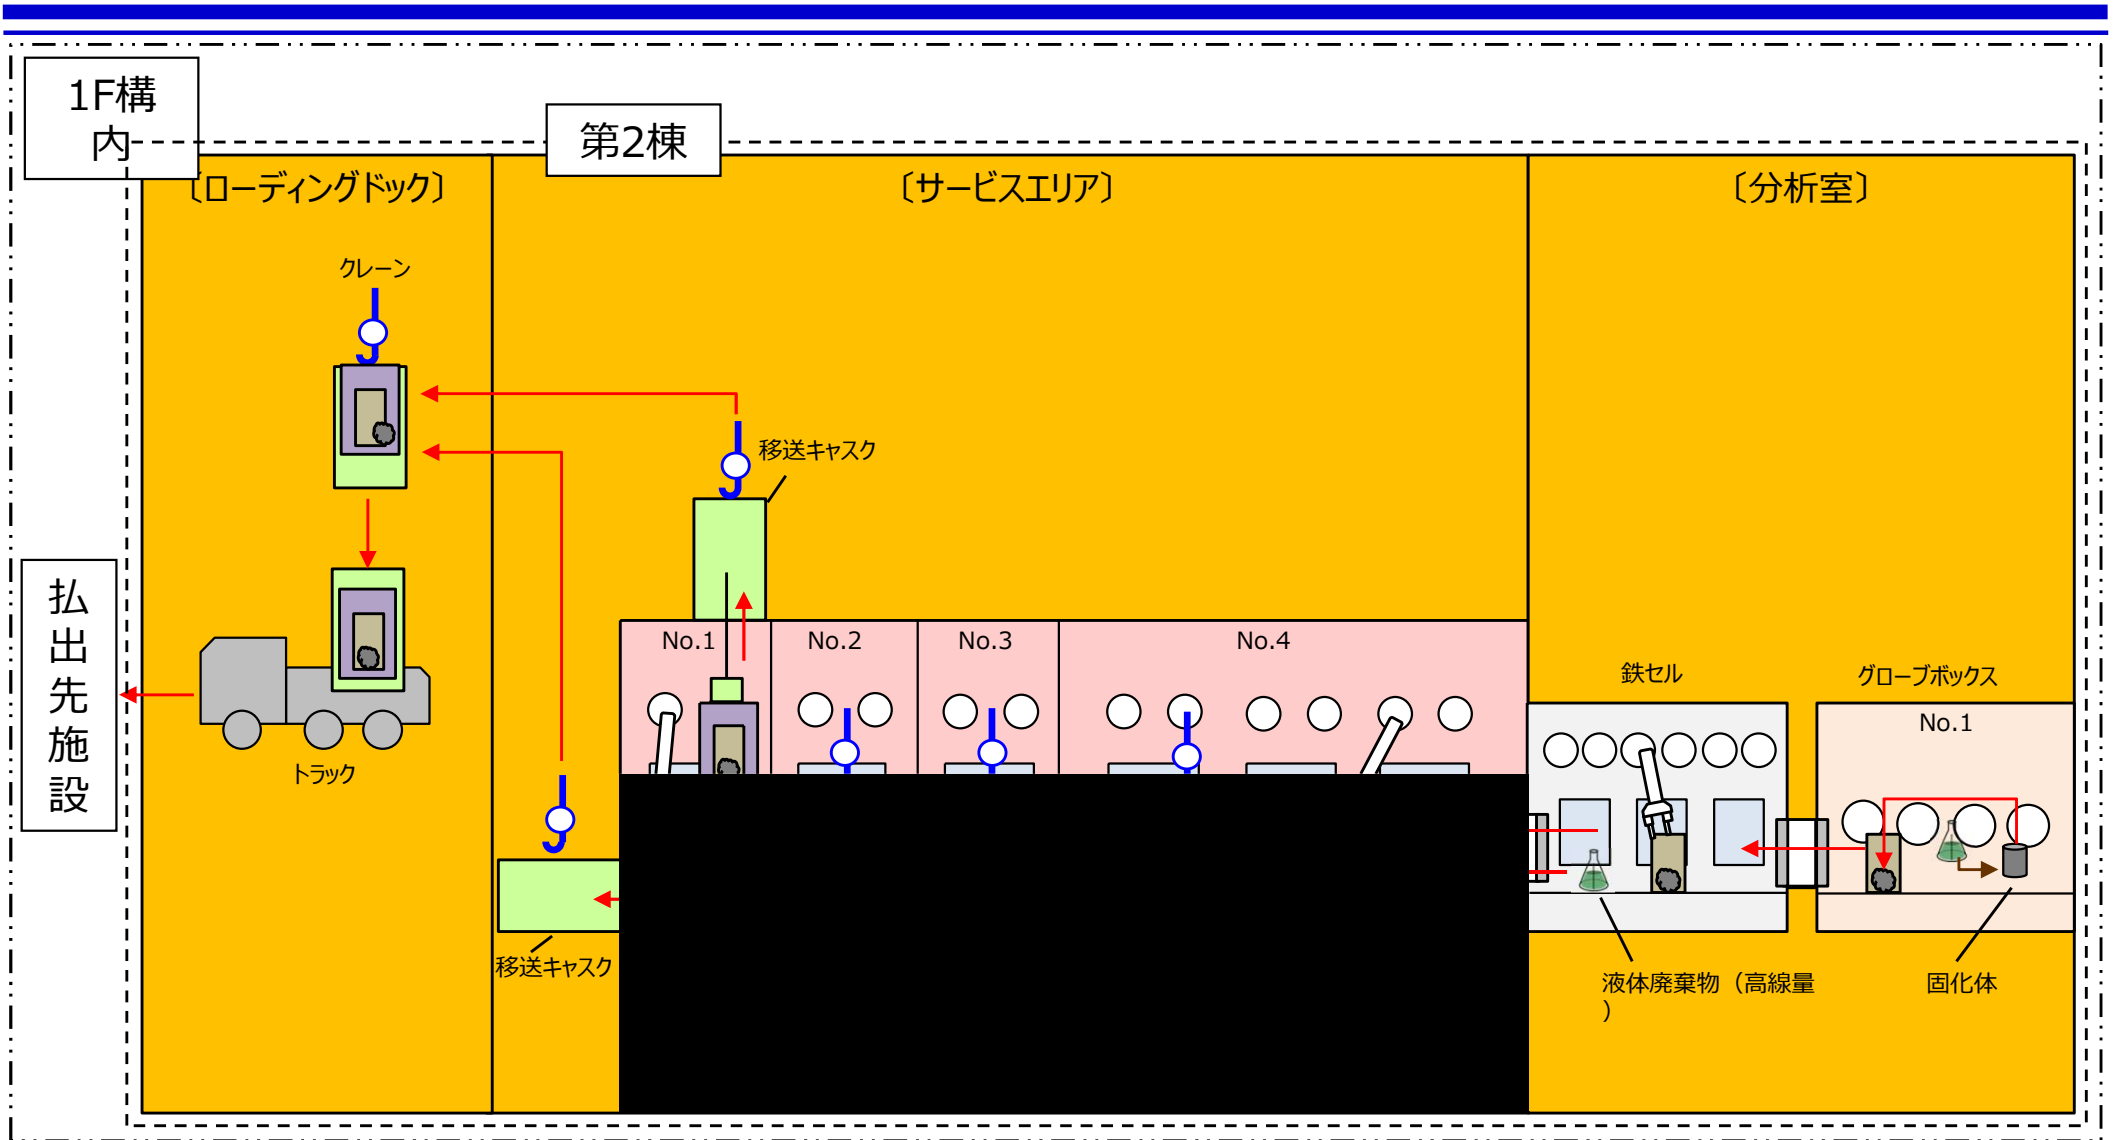 1F構
内
第2棟
〔ローディングドック〕
〔サービスエリア〕
〔分析室〕
クレーン
移送キャスク
払
出
先
施
設
トラック
No.1
No.2
No.3
No.4
鉄セル
グローブボックス
No.1
移送キャスク
液体廃棄物（高線量
）
固化体